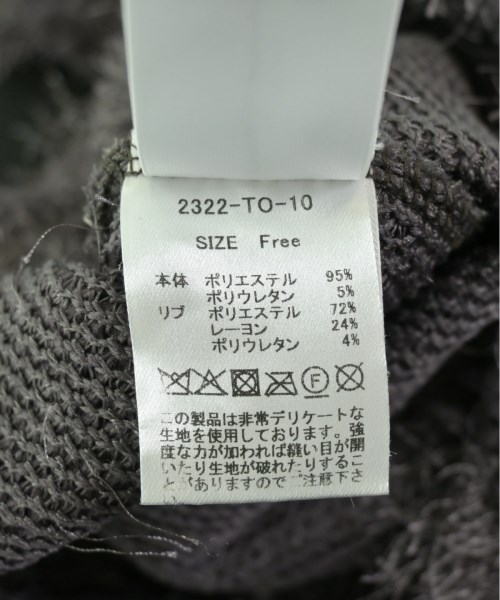 2322-TO-10
SIZE Free
本体 ポリエステル 95%
ポリウレタン 5%
リブ ポリエステル 72%
レーヨン 24%
ポリウレタン 4%
F
この製品は非常デリケートな
生地を使用しております。強
度な力が加われば縫い目が開
いたり生地が破れたりするこ
とがありますのでご注意下さ
い。